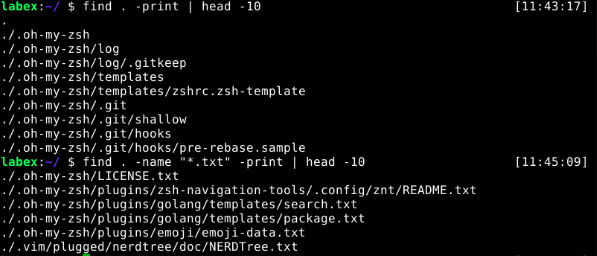 labex:~/ $ find . -print | head -10 [11:43:17]
.
./.oh-my-zsh
./.oh-my-zsh/log
./.oh-my-zsh/log/.gitkeep
./.oh-my-zsh/templates
./.oh-my-zsh/templates/zshrc.zsh-template
./.oh-my-zsh/.git
./.oh-my-zsh/.git/shallow
./.oh-my-zsh/.git/hooks
./.oh-my-zsh/.git/hooks/pre-rebase.sample
labex:~/ $ find . -name "*.txt" -print | head -10 [11:45:09]
./.oh-my-zsh/LICENSE.txt
./.oh-my-zsh/plugins/zsh-navigation-tools/.config/znt/README.txt
./.oh-my-zsh/plugins/golang/templates/search.txt
./.oh-my-zsh/plugins/golang/templates/package.txt
./.oh-my-zsh/plugins/emoji/emoji-data.txt
./.vim/plugged/nerdtree/doc/NERDTree.txt